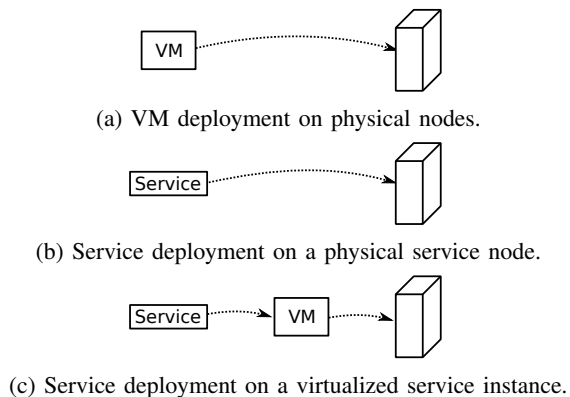 VM
(a) VM deployment on physical nodes.
Service
(b) Service deployment on a physical service node.
Service VM
(c) Service deployment on a virtualized service instance.